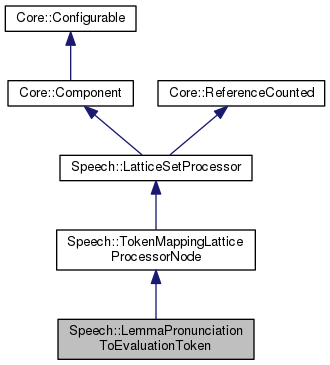 Core::Configurable
Core::Component
Core::ReferenceCounted
Speech::LatticeSetProcessor
Speech::TokenMappingLattice
ProcessorNode
Speech::LemmaPronunciation
ToEvaluationToken